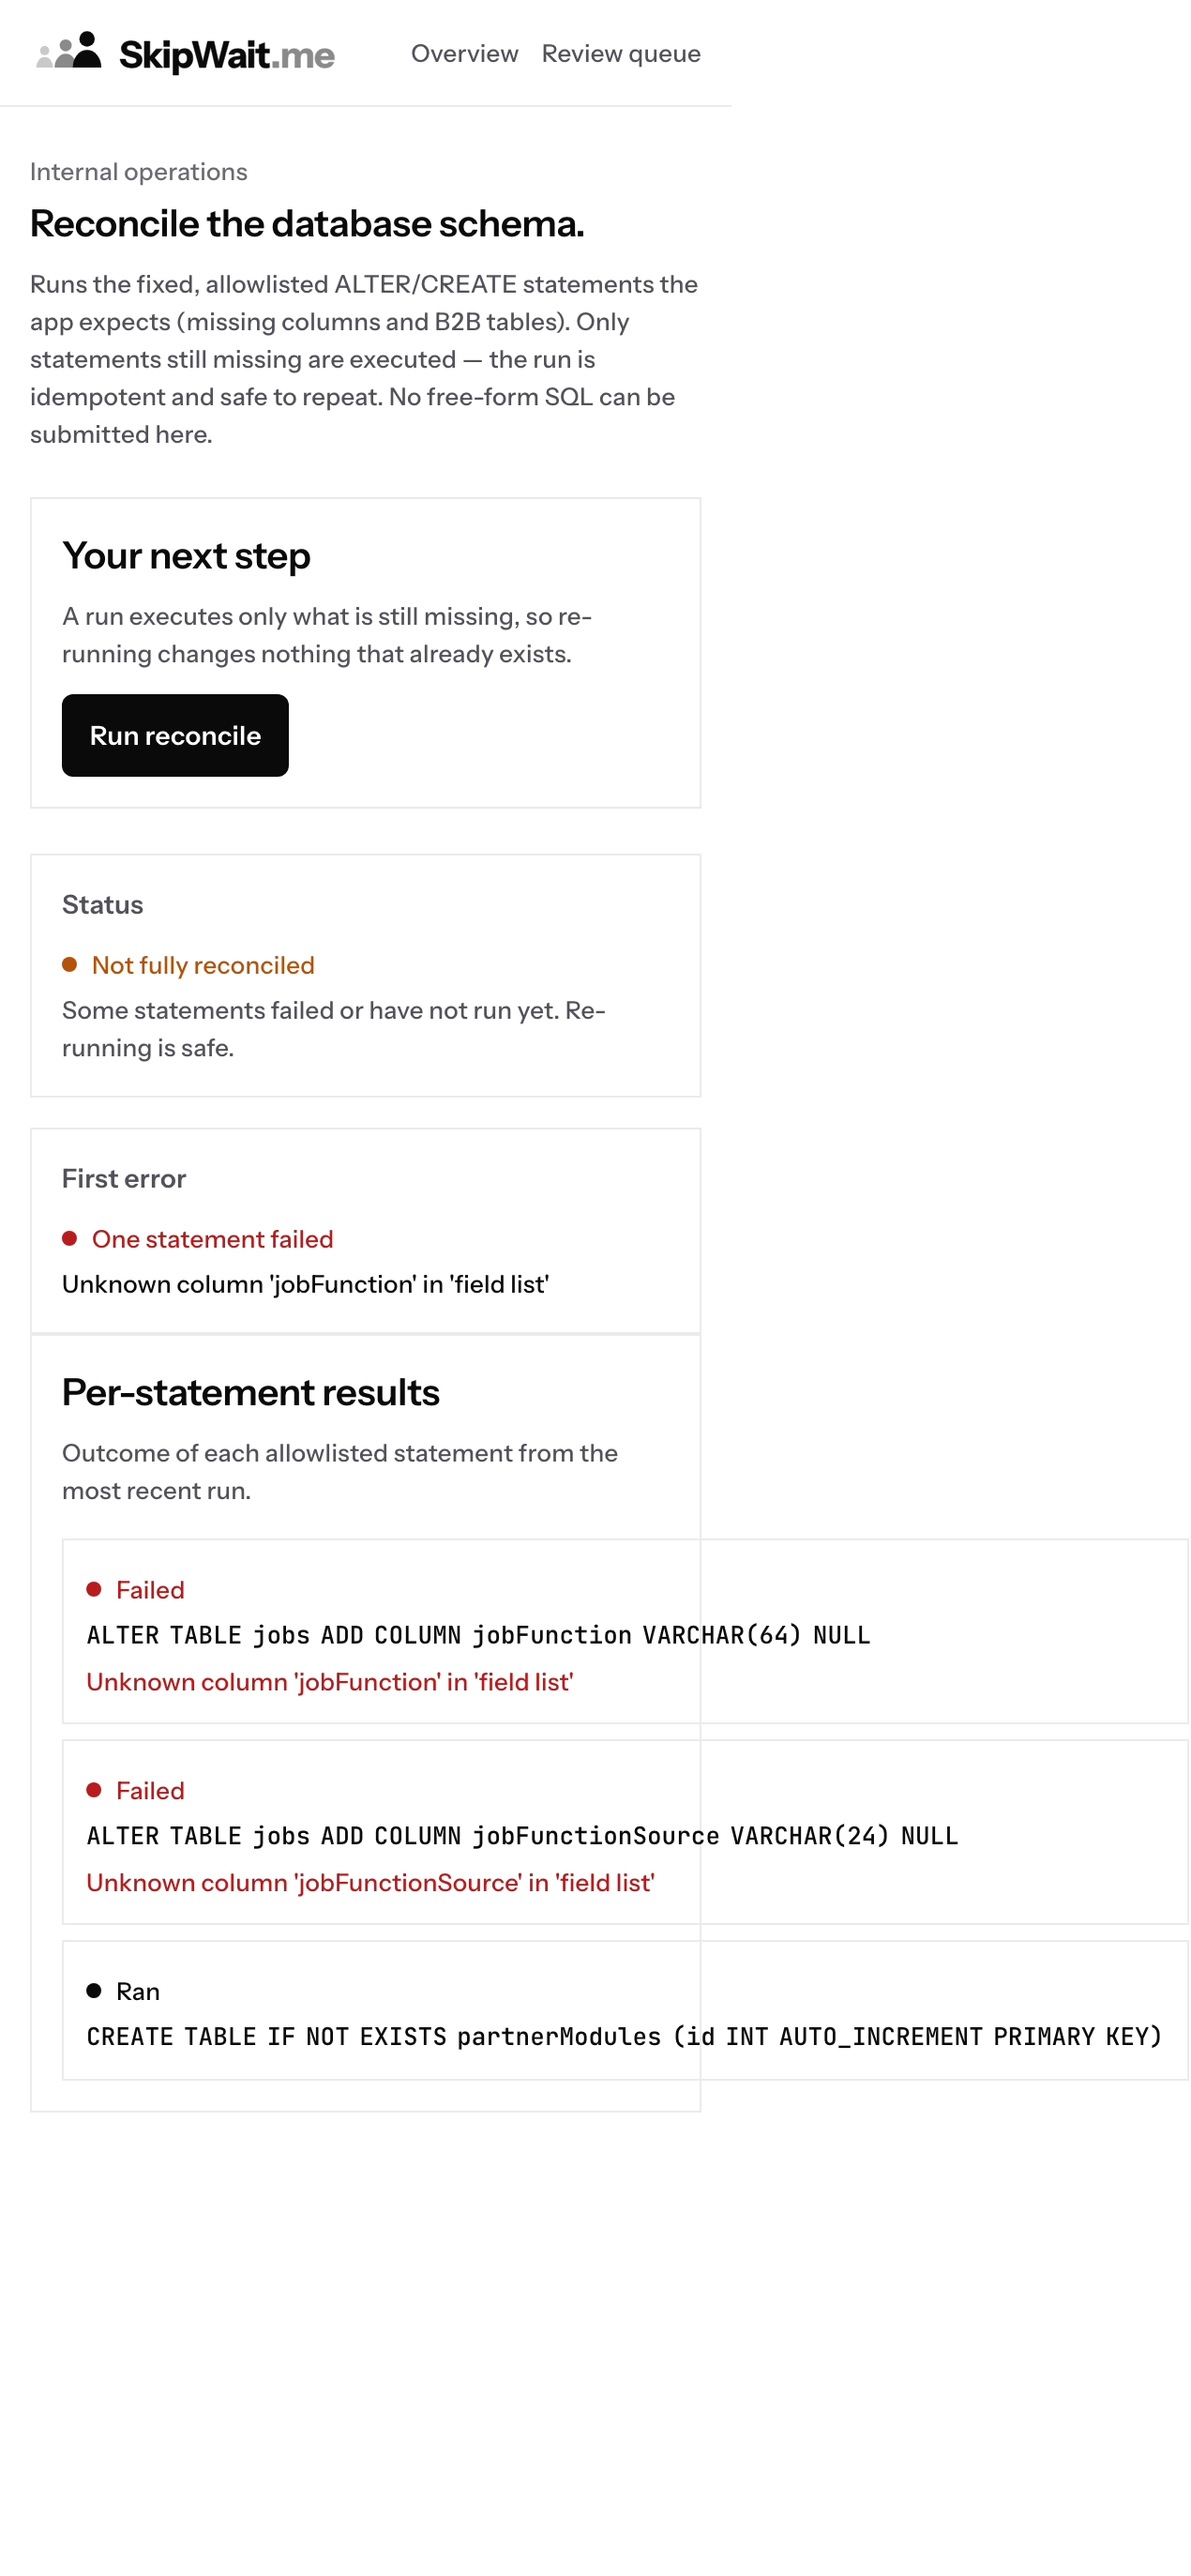 SkipWait.me
Overview
Review queue
Internal operations
Reconcile the database schema.
Runs the fixed, allowlisted ALTER/CREATE statements the
app expects (missing columns and B2B tables). Only
statements still missing are executed — the run is
idempotent and safe to repeat. No free-form SQL can be
submitted here.
Your next step
A run executes only what is still missing, so re-
running changes nothing that already exists.
Run reconcile
Status
Not fully reconciled
Some statements failed or have not run yet. Re-
running is safe.
First error
One statement failed
Unknown column 'jobFunction' in 'field list'
Per-statement results
Outcome of each allowlisted statement from the
most recent run.
Failed
ALTER TABLE jobs ADD COLUMN jobFunction VARCHAR(64) NULL
Unknown column 'jobFunction' in 'field list'
Failed
ALTER TABLE jobs ADD COLUMN jobFunctionSource VARCHAR(24) NULL
Unknown column 'jobFunctionSource' in 'field list'
Ran
CREATE TABLE IF NOT EXISTS partnerModules (id INT AUTO_INCREMENT PRIMARY KEY)